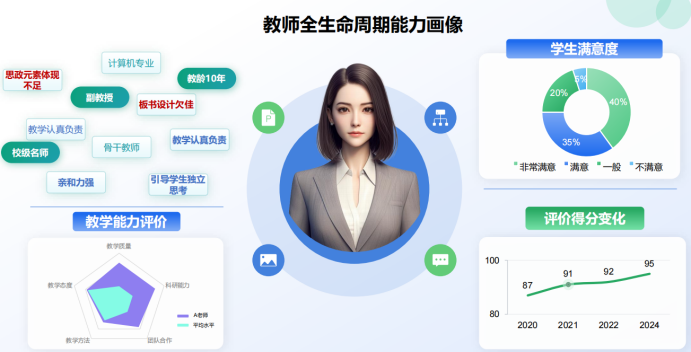 教师全生命周期能力画像
计算机专业
思政元素体现
不足
教龄10年
副教授
板书设计欠佳
教学认真负责
教学认真负责
校级名师
骨干教师
亲和力强
引导学生独立
思考
教学能力评价
教学质量
教学态度
科研能力
教学方法
团队合作
A老师
平均水平
P
学生满意度
5%
20%
40%
35%
非常满意
满意
一般
不满意
评价得分变化
100
80
87
91
92
95
2020
2021
2022
2024